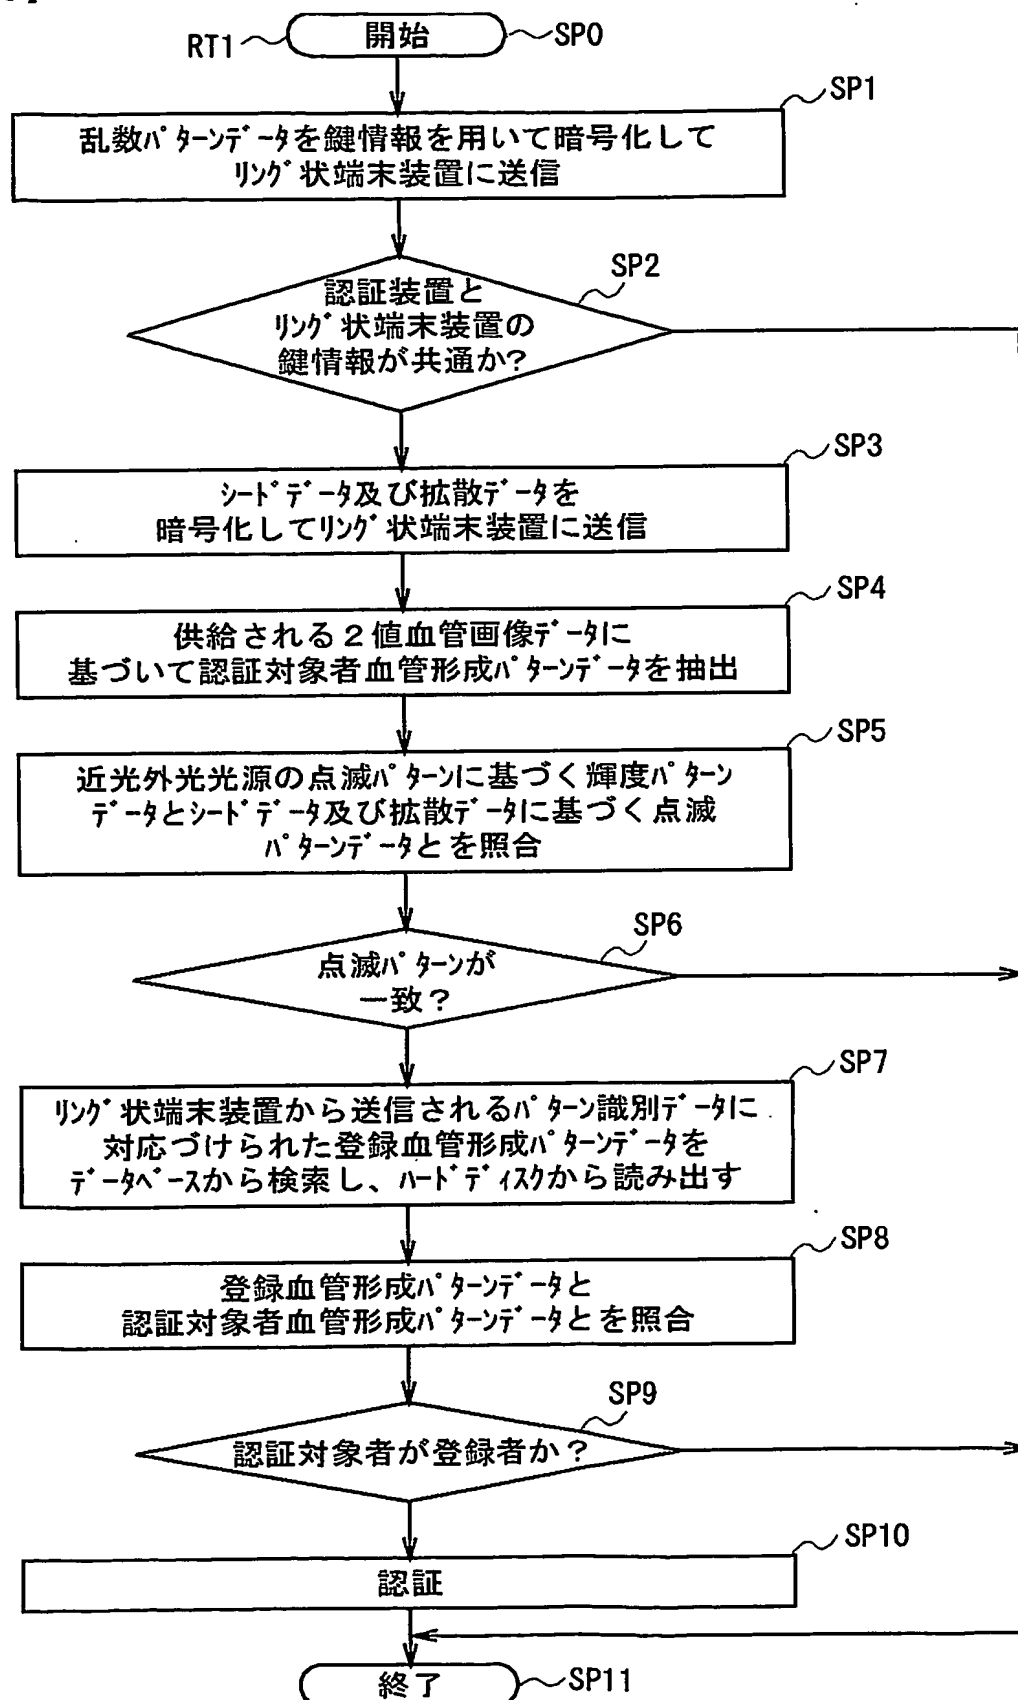 RT1
開始
SP0
SP1
乱数パターンデータを鍵情報を用いて暗号化して
リング状端末装置に送信
SP2
認証装置と
リング状端末装置の
鍵情報が共通か?
SP3
シードデータ及び拡散データを
暗号化してリング状端末装置に送信
SP4
供給される2値血管画像データに
基づいて認証対象者血管形成パターンデータを抽出
SP5
近光外光光源の点滅パターンに基づく輝度パターン
データとシードデータ及び拡散データに基づく点滅
パターンデータとを照合
SP6
点滅パターンが
一致?
SP7
リング状端末装置から送信されるパターン識別データに
対応づけられた登録血管形成パターンデータを
データベースから検索し、ハードディスクから読み出す
SP8
登録血管形成パターンデータと
認証対象者血管形成パターンデータとを照合
SP9
認証対象者が登録者か?
SP10
認証
終了
SP11